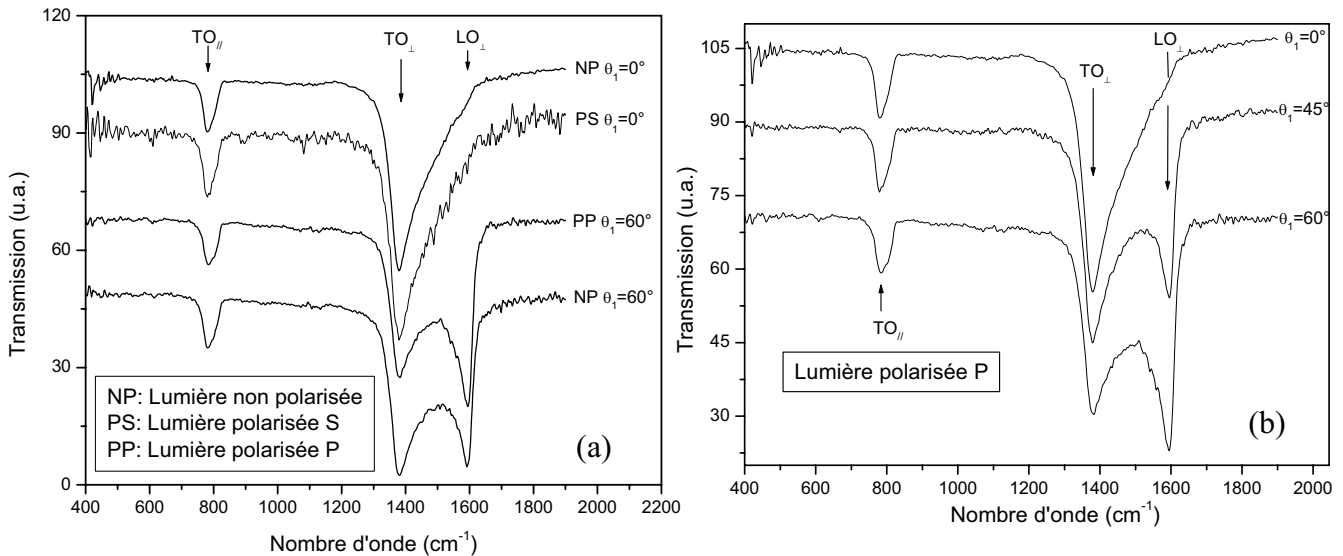 (a)
Transmission (u.a.)
120
90
60
30
0
TO//
TO⊥
LO⊥
NP θ1=0°
PS θ1=0°
PP θ1=60°
NP θ1=60°
NP: Lumière non polarisée
PS: Lumière polarisée S
PP: Lumière polarisée P
(a)
400 600 800 1000 1200 1400 1600 1800 2000 2200
Nombre d'onde (cm-1)
b)
Transmission (u.a.)
105
90
75
60
45
30
LO⊥
TO⊥
θ1=0°
θ1=45°
θ1=60°
TO//
Lumière polarisée P
(b)
400 600 800 1000 1200 1400 1600 1800 2000
Nombre d'onde (cm-1)